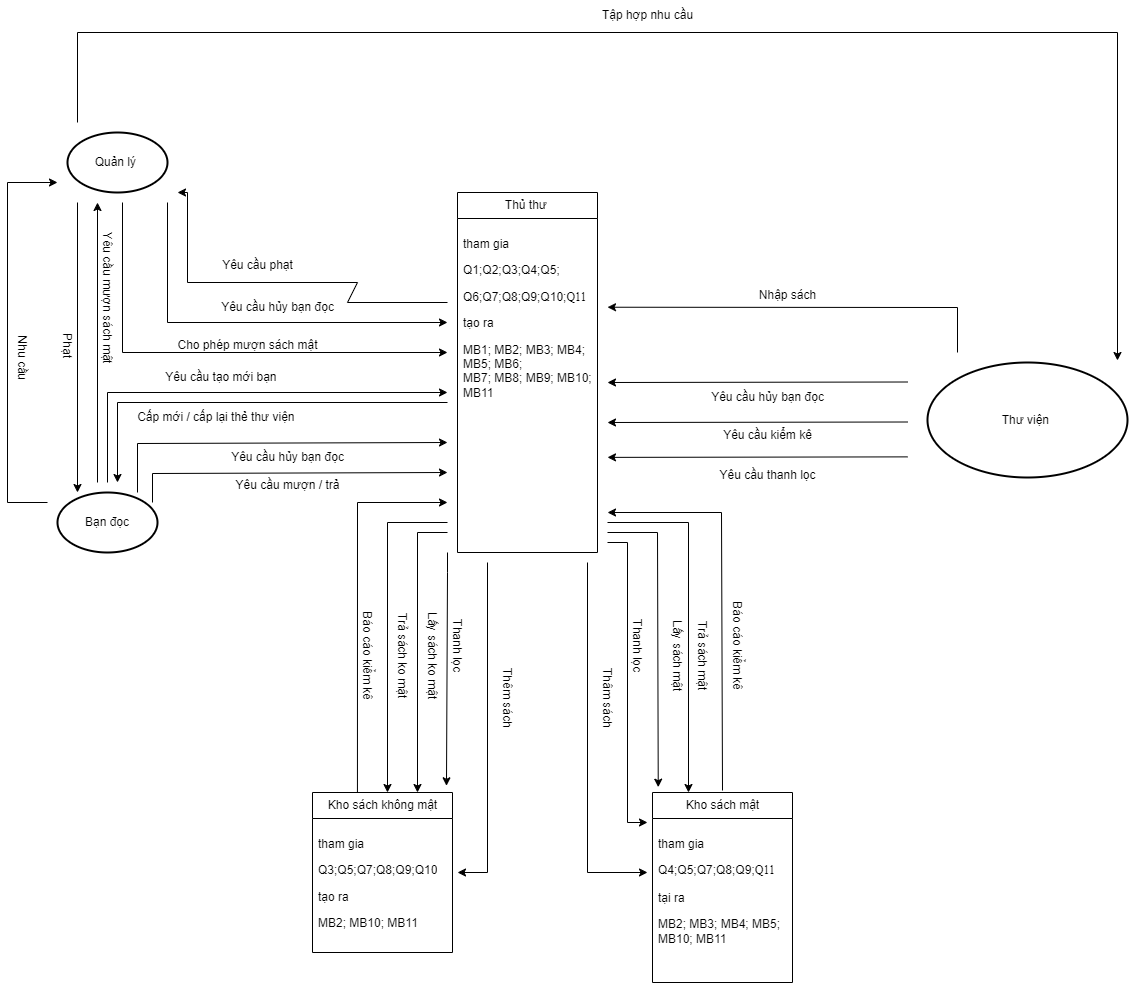 Tập hợp nhu cầu
Quản lý
Thủ thư
tham gia
Q1;Q2;Q3;Q4;Q5;
Q6;Q7;Q8;Q9;Q10;Q11
tạo ra
MB1; MB2; MB3; MB4;
MB5; MB6;
MB7; MB8; MB9; MB10;
MB11
Yêu cầu phạt
Yêu cầu hủy bạn đọc
Cho phép mượn sách mật
Yêu cầu tạo mới bạn
Cấp mới / cấp lại thẻ thư viện
Yêu cầu hủy bạn đọc
Yêu cầu mượn / trả
Nhu cầu
Phạt
Yêu cầu mượn sách mật
Bạn đọc
Nhập sách
Yêu cầu hủy bạn đọc
Yêu cầu kiểm kê
Yêu cầu thanh lọc
Thư viện
Báo cáo kiểm kê
Trả sách ko mật
Lấy sách ko mật
Thanh lọc
Thêm sách
Thâm sách
Thanh lọc
Lấy sách mật
Trả sách mật
Báo cáo kiểm kê
Kho sách không mật
tham gia
Q3;Q5;Q7;Q8;Q9;Q10
tạo ra
MB2; MB10; MB11
Kho sách mật
tham gia
Q4;Q5;Q7;Q8;Q9;Q11
tại ra
MB2; MB3; MB4; MB5;
MB10; MB11